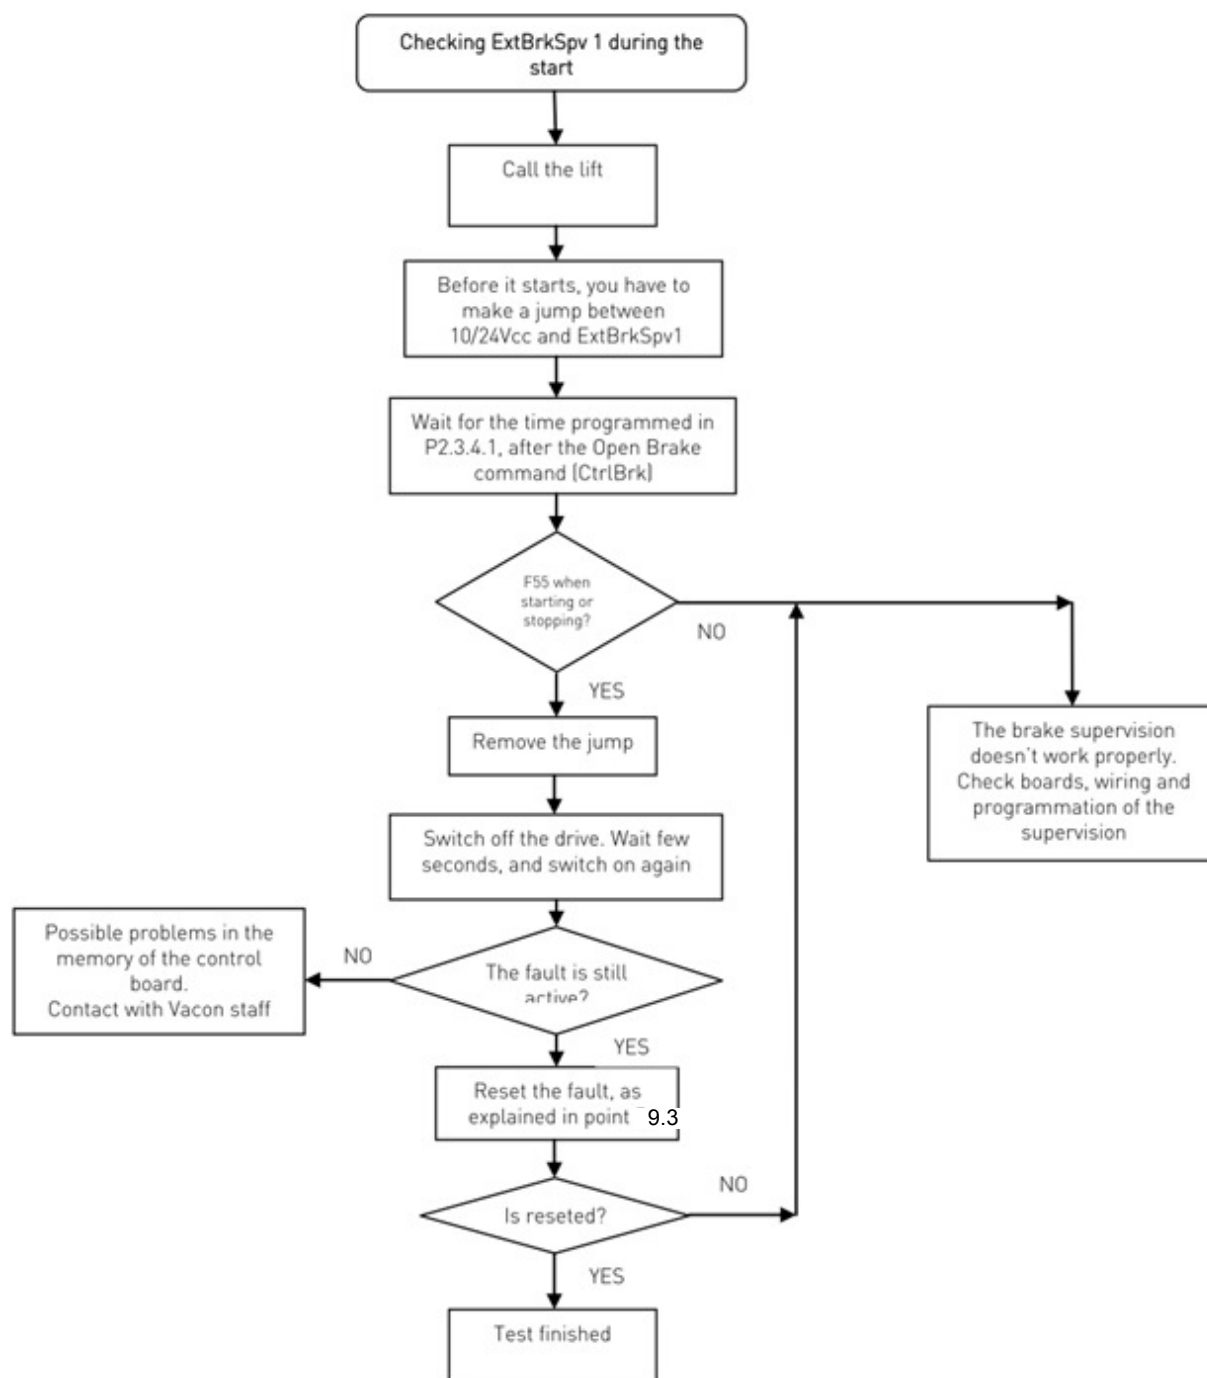 Checking ExtBrkSpv 1 during the
start
Call the lift
Before it starts, you have to
make a jump between
10/24Vcc and ExtBrkSpv1
Wait for the time programmed in
P2.3.4.1, after the Open Brake
command (CtrlBrk)
F55 when
starting or
stopping?
NO
YES
Remove the jump
The brake supervision
doesn't work properly.
Check boards, wiring and
programmation of the
supervision
Switch off the drive. Wait few
seconds, and switch on again
Possible problems in the
memory of the control
board.
Contact with Vacon staff
NO
The fault is still
active?
YES
Reset the fault, as
explained in point 9.3
NO
Is reseted?
YES
Test finished